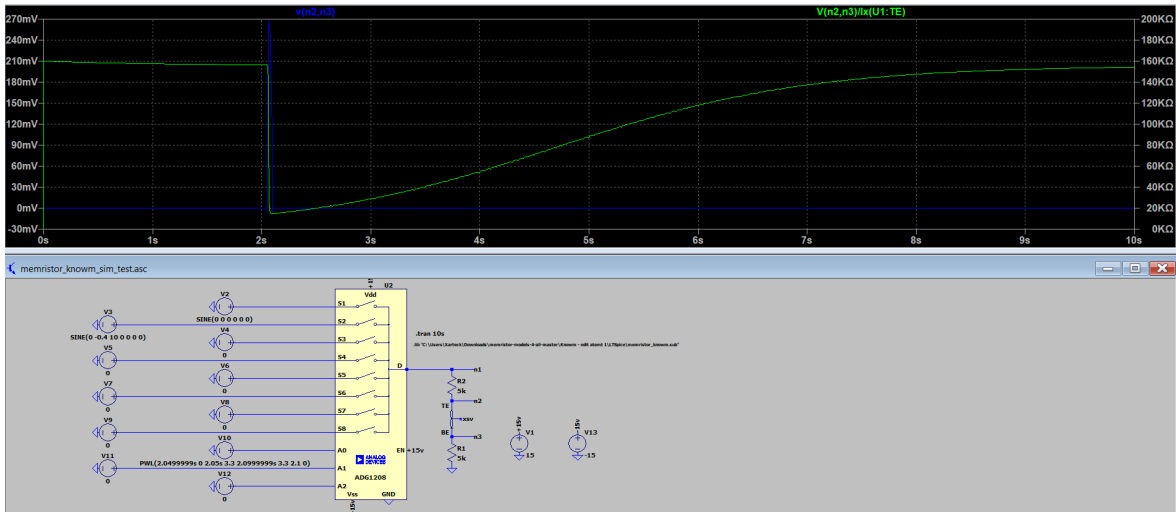 v(n2,n3)
V(n2,n3)/Ix(U1:TE)
270mV
240mV
210mV
180mV
150mV
120mV
90mV
60mV
30mV
0mV
-30mV
200KΩ
180KΩ
160KΩ
140KΩ
120KΩ
100KΩ
80KΩ
60KΩ
40KΩ
20KΩ
0KΩ
0s 1s 2s 3s 4s 5s 6s 7s 8s 9s 10s
memristor_knowm_sim_test.asc
U2
Vdd
V2
SINE(0 0 0 0 0 0)
S1
V3
SINE(0 -0.4 10 0 0 0 0)
S2
V4
0
S3
V5
0
S4
V6
0
S5
V7
0
S6
V8
0
S7
V9
0
S8
V10
0
A0
V11
PWL(2.0499999s 0 2.05s 3.3 2.0999999s 3.3 2.1 0)
A1
V12
0
A2
D
EN
+15v
ANALOG
DEVICES
ADG1208
Vss
GND
-15v
.tran 10s
n1
R2
5k
n2
TE
BE
n3
R1
5k
+15v
V1
15
-15v
V13
-15